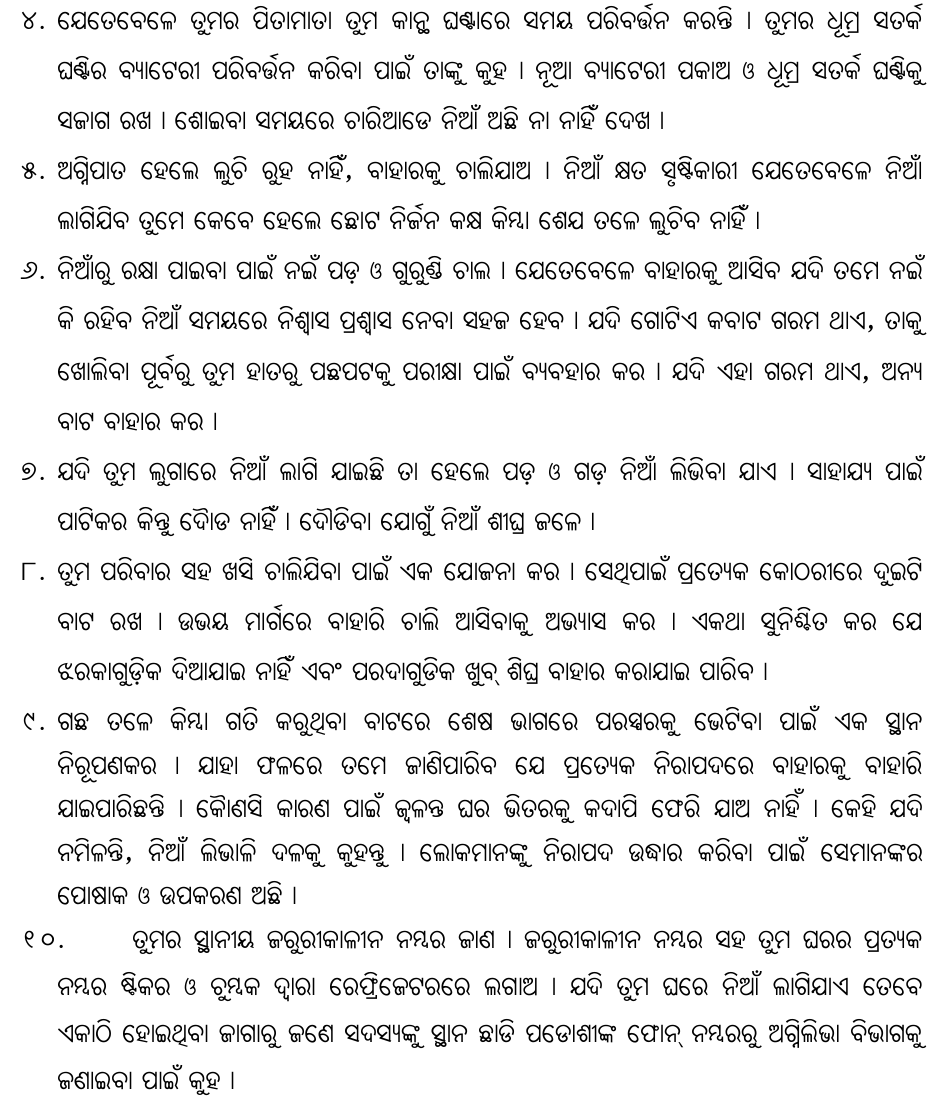 ୪. ଯେତେବେଳେ ତୁମର ପିତାମାତା ତୁମ କାନ୍ଥ ଘଣ୍ଟାରେ ସମୟ ପରିବର୍ତ୍ତନ କରନ୍ତି । ତୁମର ଧୂମ୍ର ସତର୍କ
ଘଣ୍ଟିର ବ୍ୟାଟେରୀ ପରିବର୍ତ୍ତନ କରିବା ପାଇଁ ତାଙ୍କୁ କୁହ । ନୂଆ ବ୍ୟାଟେରୀ ପକାଅ ଓ ଧୂମ୍ର ସତର୍କ ଘଣ୍ଟିକୁ
ସଜାଗ ରଖ । ଶୋଇବା ସମୟରେ ଚାରିଆଡେ ନିଆଁ ଅଛି ନା ନାହିଁ ଦେଖ ।
୫. ଅଗ୍ନିପାତ ହେଲେ ଲୁଚି ରୁହ ନାହିଁ, ବାହାରକୁ ଚାଲିଯାଅ । ନିଆଁ କ୍ଷତ ସୃଷ୍ଟିକାରୀ ଯେତେବେଳେ ନିଆଁ
ଲାଗିଯିବ ତୁମେ କେବେ ହେଲେ ଛୋଟ ନିର୍ଜନ କକ୍ଷ କିମ୍ବା ଶେଯ ତଳେ ଲୁଚିବ ନାହିଁ ।
୬. ନିଆଁରୁ ରକ୍ଷା ପାଇବା ପାଇଁ ନଇଁ ପଡ଼ ଓ ଗୁରୁଣ୍ଡି ଚାଲ । ଯେତେବେଳେ ବାହାରକୁ ଆସିବ ଯଦି ତମେ ନଇଁ
କି ରହିବ ନିଆଁ ସମୟରେ ନିଶ୍ୱାସ ପ୍ରଶ୍ୱାସ ନେବା ସହଜ ହେବ । ଯଦି ଗୋଟିଏ କବାଟ ଗରମ ଥାଏ, ତାକୁ
ଖୋଲିବା ପୂର୍ବରୁ ତୁମ ହାତରୁ ପଛପଟକୁ ପରୀକ୍ଷା ପାଇଁ ବ୍ୟବହାର କର । ଯଦି ଏହା ଗରମ ଥାଏ, ଅନ୍ୟ
ବାଟ ବାହାର କର ।
୭. ଯଦି ତୁମ ଲୁଗାରେ ନିଆଁ ଲାଗି ଯାଇଛି ତା ହେଲେ ପଡ଼ ଓ ଗଡ଼ ନିଆଁ ଲିଭିବା ଯାଏ । ସାହାଯ୍ୟ ପାଇଁ
ପାଟିକର କିନ୍ତୁ ଦୌାଡ ନାହିଁ । ଦୌଡିବା ଯୋଗୁଁ ନିଆଁ ଶୀଘ୍ର ଜଳେ ।
୮. ତୁମ ପରିବାର ସହ ଖସି ଚାଲିଯିବା ପାଇଁ ଏକ ଯୋଜନା କର । ସେଥିପାଇଁ ପ୍ରତ୍ୟେକ କୋଠରୀରେ ଦୁଇଟି
ବାଟ ରଖ । ଉଭୟ ମାର୍ଗରେ ବାହାରି ଚାଲି ଆସିବାକୁ ଅଭ୍ୟାସ କର । ଏକଥା ସୁନିଶ୍ଚିତ କର ଯେ
ଝରକାଗୁଡ଼ିକ ଦିଆଯାଇ ନାହିଁ ଏବଂ ପରଦାଗୁଡିକ ଖୁବ୍ ଶିଘ୍ର ବାହାର କରାଯାଇ ପାରିବ ।
୯. ଗଛ ତଳେ କିମ୍ବା ଗତି କରୁଥିବା ବାଟରେ ଶେଷ ଭାଗରେ ପରସ୍ପରକୁ ଭେଟିବା ପାଇଁ ଏକ ସ୍ଥାନ
ନିରୂପଣକର । ଯାହା ଫଳରେ ତମେ ଜାଣିପାରିବ ଯେ ପ୍ରତ୍ୟେକ ନିରାପଦରେ ବାହାରକୁ ବାହାରି
ଯାଇପାରିଛନ୍ତି । କୌାଣସି କାରଣ ପାଇଁ ଜ୍ୱଳନ୍ତ ଘର ଭିତରକୁ କଦାପି ଫେରି ଯାଅ ନାହିଁ । କେହି ଯଦି
ନମିଳନ୍ତି, ନିଆଁ ଲିଭାଳି ଦଳକୁ କୁହନ୍ତୁ । ଲୋକମାନଙ୍କୁ ନିରାପଦ ଉଦ୍ଧାର କରିବା ପାଇଁ ସେମାନଙ୍କର
ପୋଷାକ ଓ ଉପକରଣ ଅଛି ।
୧୦. ତୁମର ସ୍ଥାନୀୟ ଜରୁରୀକାଳୀନ ନମ୍ବର ଜାଣ । ଜରୁରୀକାଳୀନ ନମ୍ବର ସହ ତୁମ ଘରର ପ୍ରତ୍ୟକ
ନମ୍ବର ଷ୍ଟିକର ଓ ଚୁମ୍ବକ ଦ୍ୱାରା ରେଫ୍ରିଜେଟରରେ ଲଗାଅ । ଯଦି ତୁମ ଘରେ ନିଆଁ ଲାଗିଯାଏ ତେବେ
ଏକାଠି ହୋଇଥିବା ଜାଗାରୁ ଜଣେ ସଦସ୍ୟଙ୍କୁ ସ୍ଥାନ ଛାଡି ପଡୋଶୀଙ୍କ ଫୋନ୍ ନମ୍ବରରୁ ଅଗ୍ନିଲିଭା ବିଭାଗକୁ
ଜଣାଇବା ପାଇଁ କୁହ ।